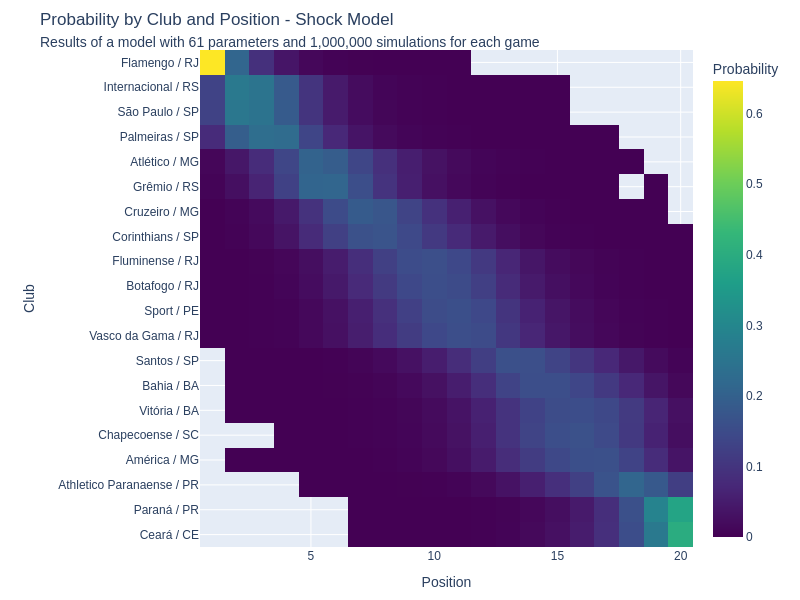 Probability by Club and Position - Shock Model
Results of a model with 61 parameters and 1,000,000 simulations for each game
Probability
Club
Flamengo / RJ
Internacional / RS
São Paulo / SP
Palmeiras / SP
Atlético / MG
Grêmio / RS
Cruzeiro / MG
Corinthians / SP
Fluminense / RJ
Botafogo / RJ
Sport / PE
Vasco da Gama / RJ
Santos / SP
Bahia / BA
Vitória / BA
Chapecoense / SC
América / MG
Athletico Paranaense / PR
Paraná / PR
Ceará / CE
0.6
0.5
0.4
0.3
0.2
0.1
0
5 10 15 20
Position